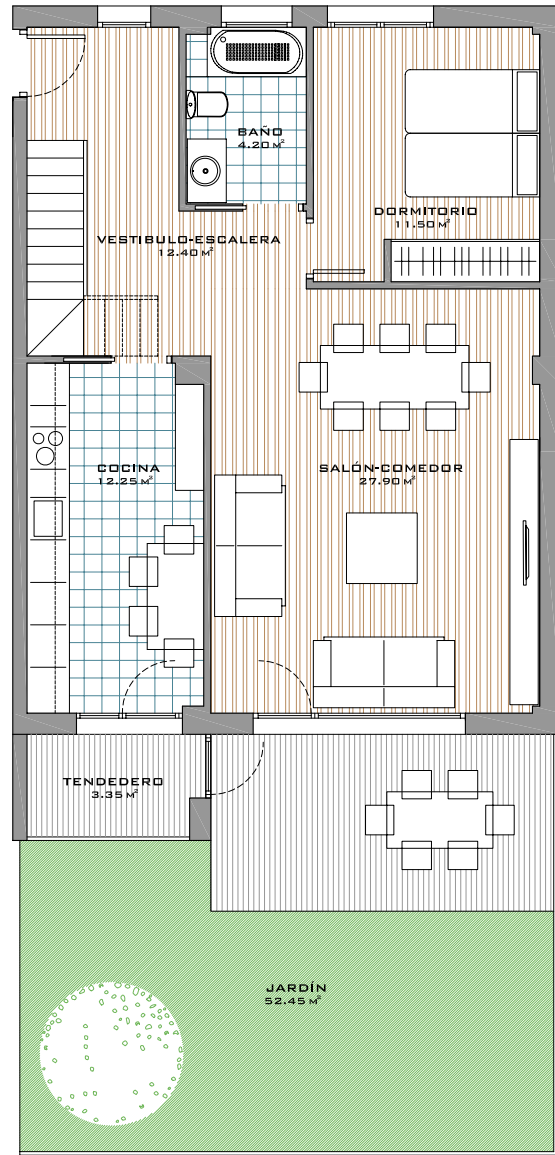 BAÑO
4.20 M²
DORMITORIO
11.50 M²
VESTIBULO-ESCALERA
12.40 M²
COCINA
12.25 M²
SALÓN-COMEDOR
27.90 M²
TENDEDERO
3.35 M²
JARDÍN
52.45 M²